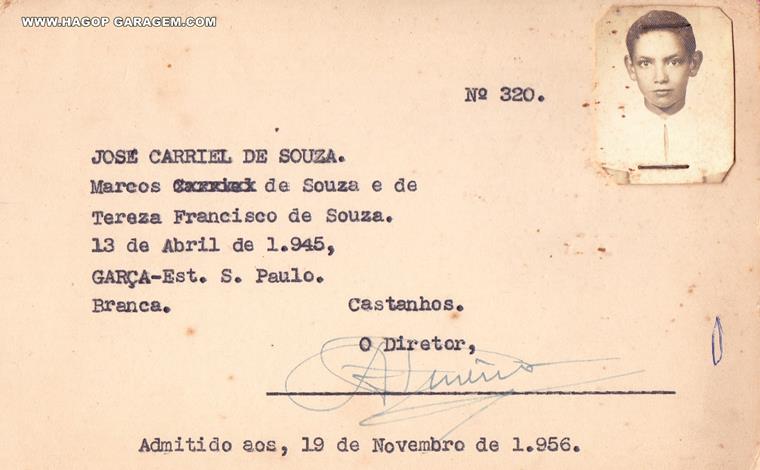 WWW.HAGOP GARAGEM.COM
Nº 320.
JOSÉ CARRIEL DE SOUZA.
Marcos de Souza e de
Tereza Francisco de Souza.
13 de Abril de 1.945,
GARÇA-Est. S. Paulo.
Branca. Castanhos.
O Diretor,
Admitido aos, 19 de Novembro de 1.956.